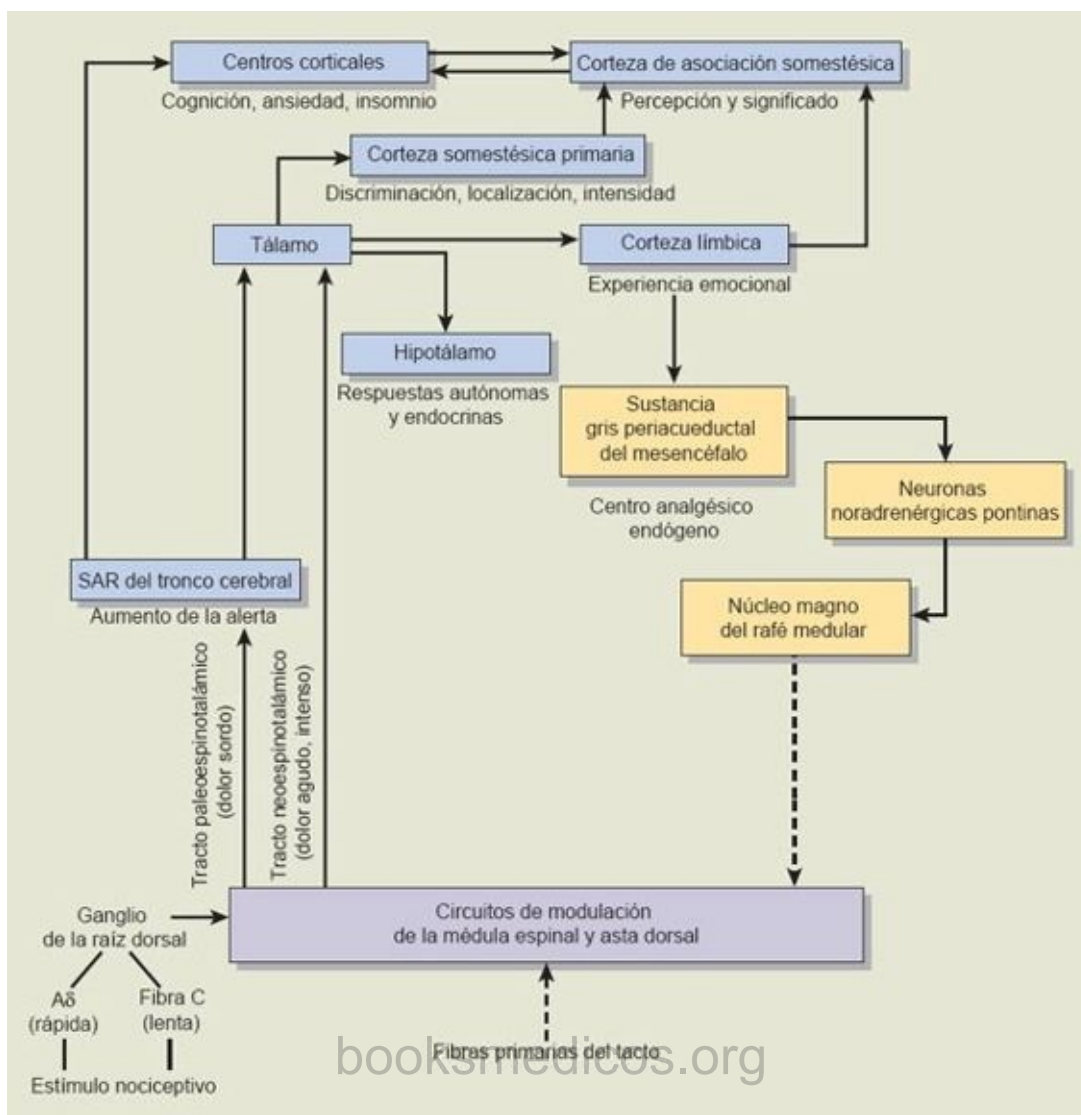 Centros corticales
Cognición, ansiedad, insomnio
Corteza de asociación somestésica
Percepción y significado
Corteza somestésica primaria
Discriminación, localización, intensidad
Tálamo
Corteza límbica
Experiencia emocional
Hipotálamo
Respuestas autónomas
y endocrinas
Sustancia
gris periacueductal
del mesencéfalo
Centro analgésico
endógeno
Neuronas
noradrenérgicas pontinas
SAR del tronco cerebral
Aumento de la alerta
Núcleo magno
del rafé medular
Tracto paleoespinotalámico
(dolor sordo)
Tracto neoespinotalámico
(dolor agudo, intenso)
Ganglio
de la raíz dorsal
Circuitos de modulación
de la médula espinal y asta dorsal
Aδ
(rápida)
Fibra C
(lenta)
Estímulo nociceptivo
Fibras primarias del tacto
booksmedicos.org